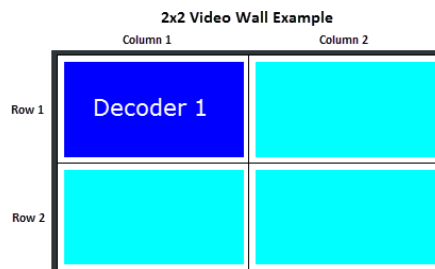 2x2 Video Wall Example
Column 1 Column 2
Row 1
Decoder 1
Row 2